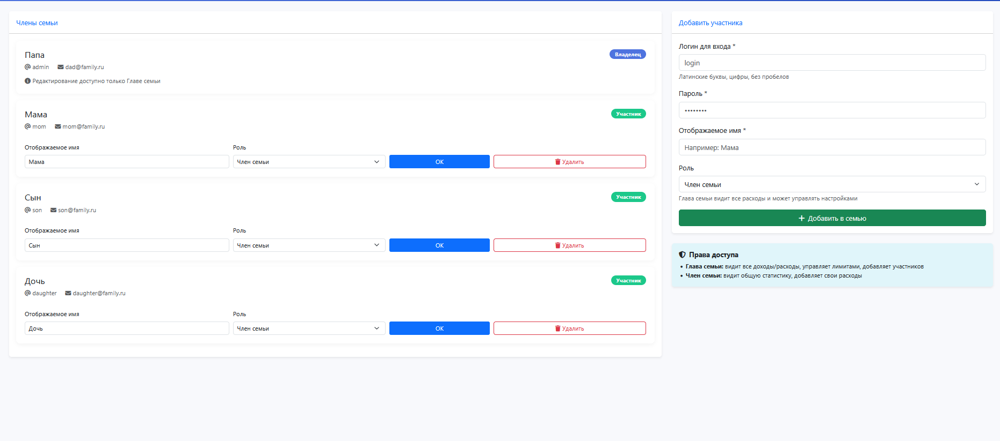 Члены семьи
Папа
Владелец
admin dad@family.ru
Редактирование доступно только Главе семьи
Мама
Участник
mom mom@family.ru
Отображаемое имя Роль
Мама Член семьи ОК Удалить
Сын
Участник
son son@family.ru
Отображаемое имя Роль
Сын Член семьи ОК Удалить
Дочь
Участник
daughter daughter@family.ru
Отображаемое имя Роль
Дочь Член семьи ОК Удалить
Добавить участника
Логин для входа *
login
Латинские буквы, цифры, без пробелов
Пароль *
••••••••
Отображаемое имя *
Например: Мама
Роль
Член семьи
Глава семьи видит все расходы и может управлять настройками
Добавить в семью
Права доступа
• Глава семьи: видит все доходы/расходы, управляет лимитами, добавляет участников
• Член семьи: видит общую статистику, добавляет свои расходы